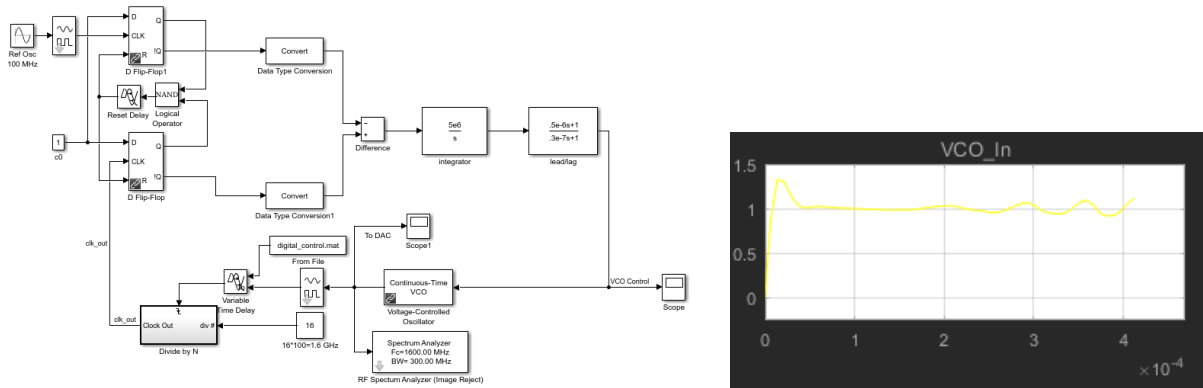 D
Q
CLK
!Q
R
D Flip-Flop1
Ref Osc
100 MHz
Convert
Data Type Conversion
Reset Delay
NAND
Logical
Operator
1
c0
D
Q
CLK
!Q
R
D Flip-Flop
−
+
Difference
5e6
s
integrator
.5e-6s+1
.3e-7s+1
lead/lag
Convert
Data Type Conversion1
clk_out
To DAC
Scope1
digital_control.mat
From File
Variable
Time Delay
Continuous-Time
VCO
Voltage-Controlled
Oscillator
VCO Control
Scope
clk_out
Clock Out
div #
Divide by N
16
16*100=1.6 GHz
Spectrum Analyzer
Fc=1600.00 MHz
BW= 300.00 MHz
RF Spectum Analyzer (Image Reject)
VCO_In
1.5
1
0.5
0
0 1 2 3 4
×10⁻⁴